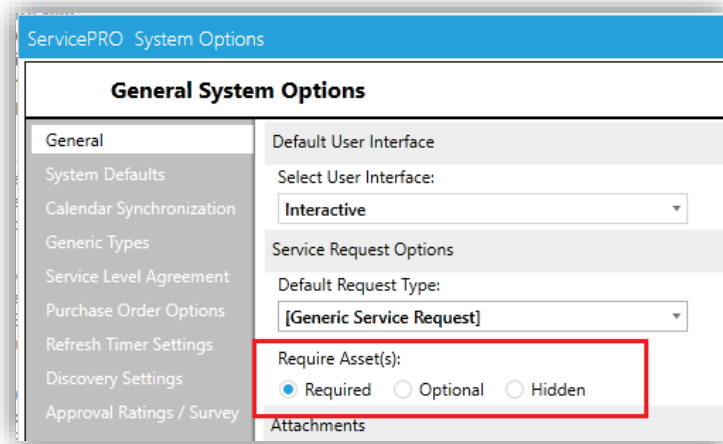 ServicePRO System Options
General System Options
General
System Defaults
Calendar Synchronization
Generic Types
Service Level Agreement
Purchase Order Options
Refresh Timer Settings
Discovery Settings
Approval Ratings / Survey
Default User Interface
Select User Interface:
Interactive
Service Request Options
Default Request Type:
[Generic Service Request]
Require Asset(s):
Required Optional Hidden
Attachments